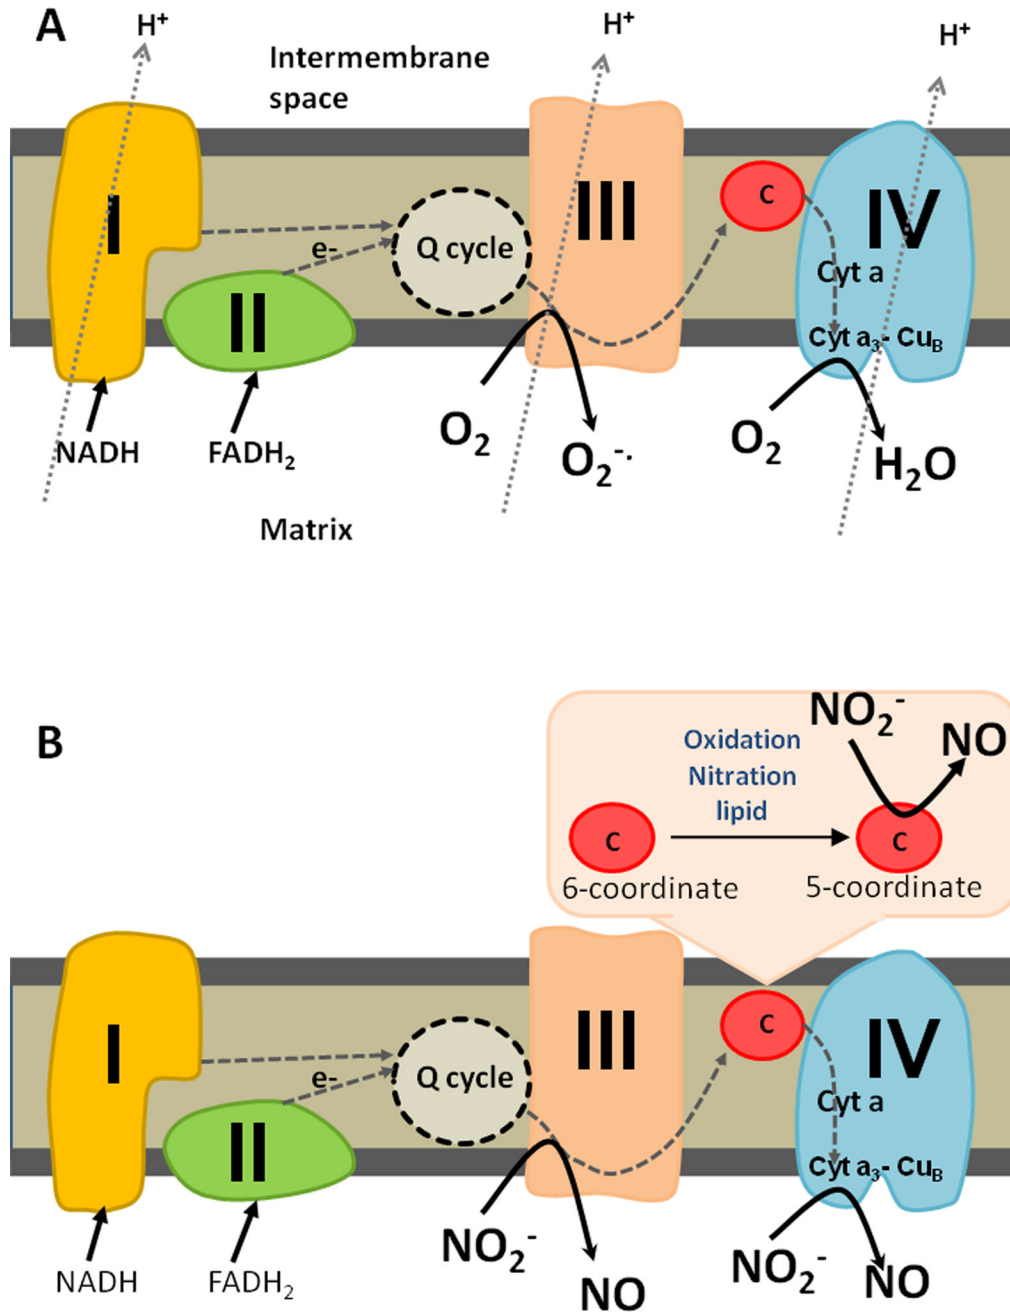 A
H⁺
H⁺
H⁺
Intermembrane
space
I
III
C
IV
Q cycle
e-
Cyt a
II
Cyt a₃- Cu_B
O₂
O₂⁻·
O₂
H₂O
NADH
FADH₂
Matrix
B
NO₂⁻
NO
Oxidation
Nitration
lipid
C
C
6-coordinate
5-coordinate
I
III
C
IV
Q cycle
e-
Cyt a
II
Cyt a₃- Cu_B
NO₂⁻
NO
NO₂⁻
NO
NADH
FADH₂